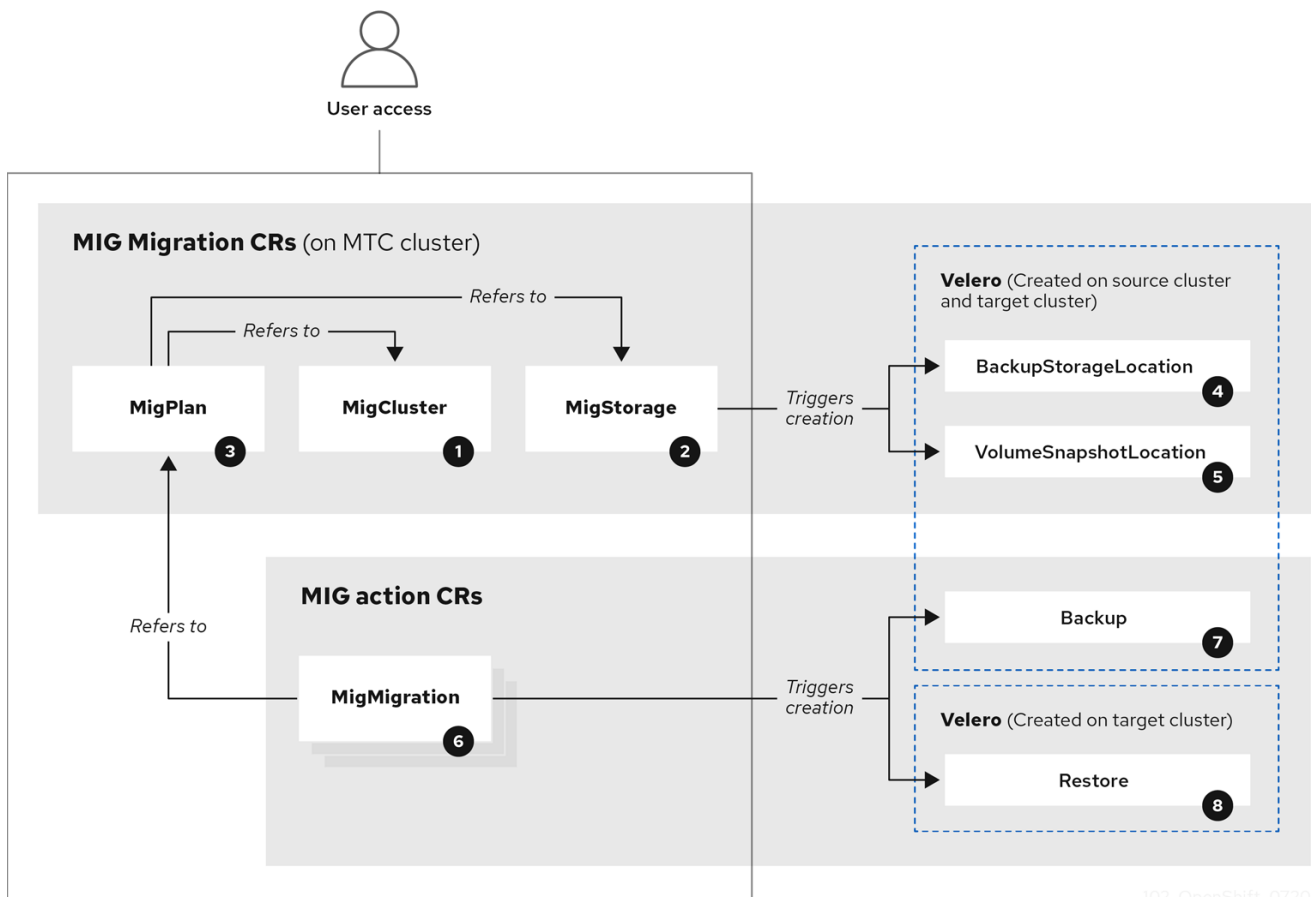 User access
MIG Migration CRs (on MTC cluster)
Refers to
Refers to
MigPlan
3
MigCluster
1
MigStorage
2
Triggers
creation
Velero (Created on source cluster
and target cluster)
BackupStorageLocation
4
VolumeSnapshotLocation
5
Refers to
MIG action CRs
MigMigration
6
Triggers
creation
Backup
7
Velero (Created on target cluster)
Restore
8